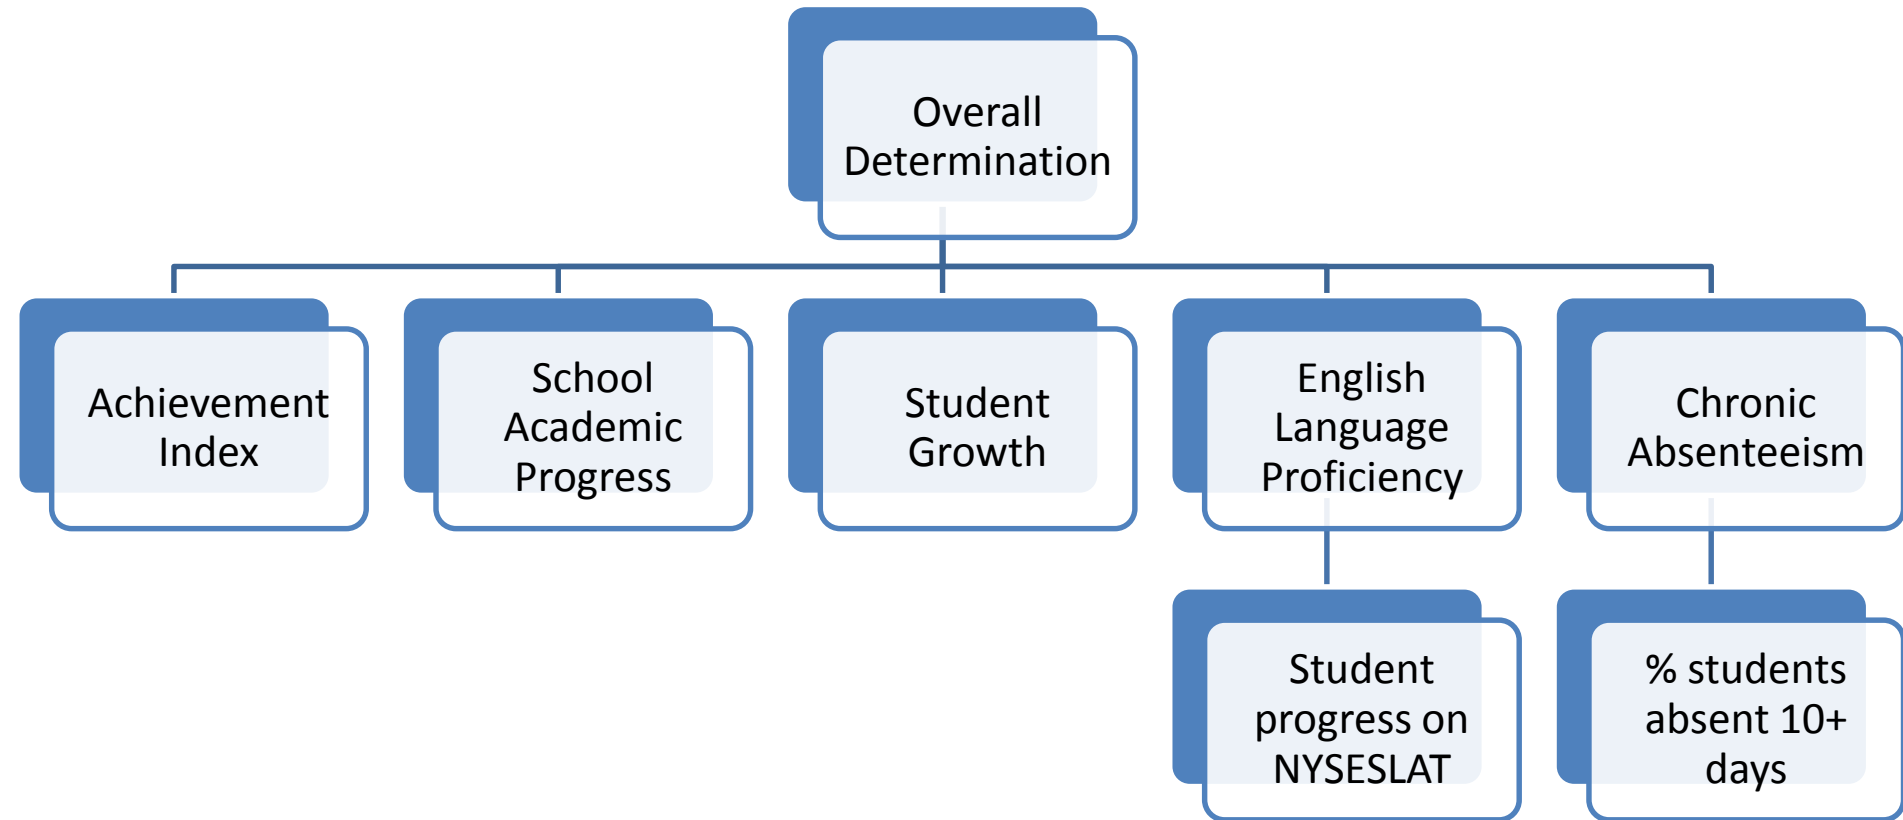 Overall
Determination
Achievement
Index
School
Academic
Progress
Student
Growth
English
Language
Proficiency
Chronic
Absenteeism
Student
progress on
NYSESLAT
% students
absent 10+
days